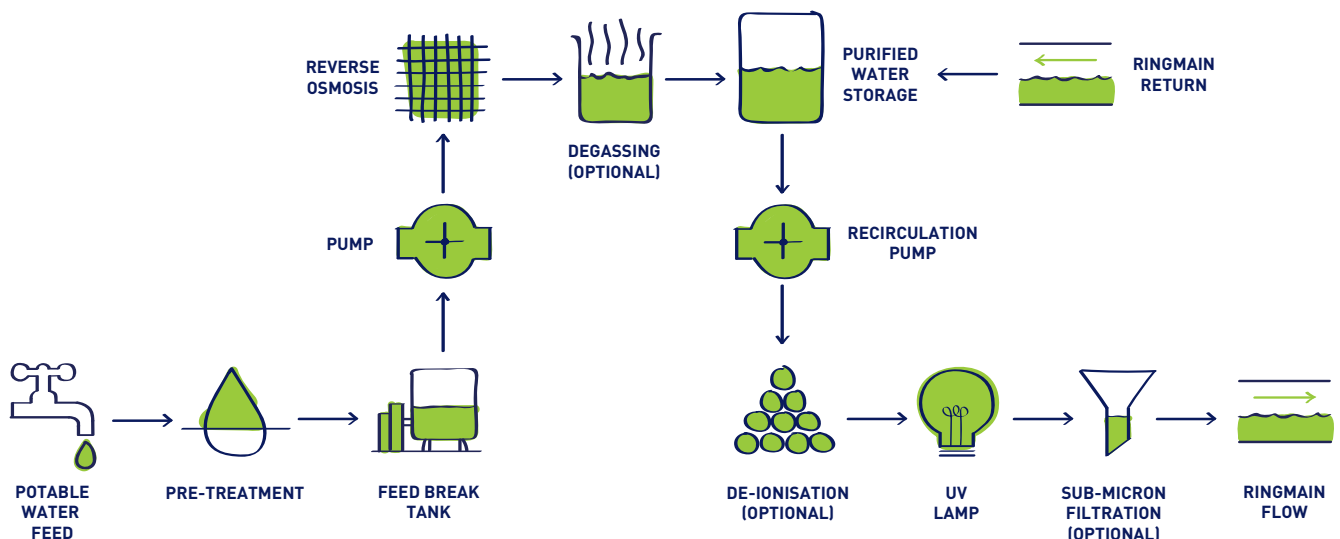 REVERSE
OSMOSIS
DEGASSING
(OPTIONAL)
PURIFIED
WATER
STORAGE
RINGMAIN
RETURN
PUMP
RECIRCULATION
PUMP
POTABLE
WATER
FEED
PRE-TREATMENT
FEED BREAK
TANK
DE-IONISATION
(OPTIONAL)
UV
LAMP
SUB-MICRON
FILTRATION
(OPTIONAL)
RINGMAIN
FLOW